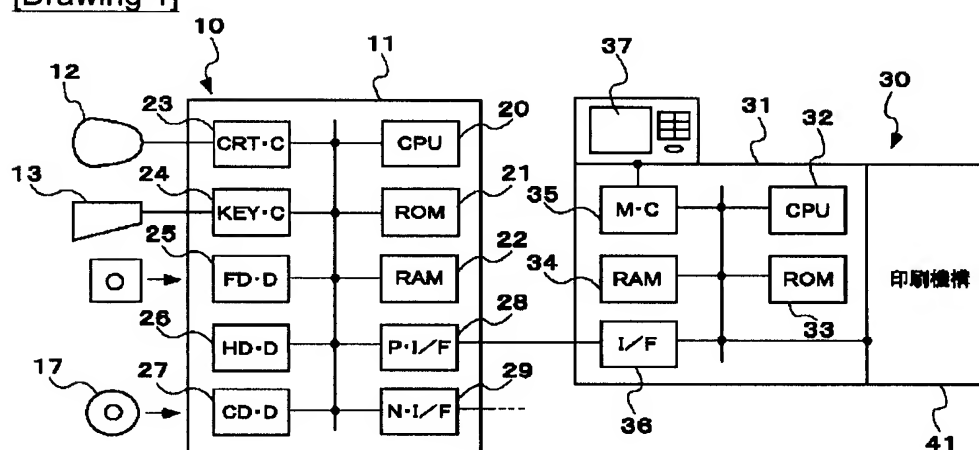 [Drawing 1]
10
11
12
23
CRT·C
CPU
20
13
24
KEY·C
ROM
21
25
FD·D
RAM
22
26
HD·D
P·I/F
28
17
27
CD·D
N·I/F
29
37
30
31
32
35
M·C
CPU
34
RAM
ROM
33
印刷機構
I/F
36
41